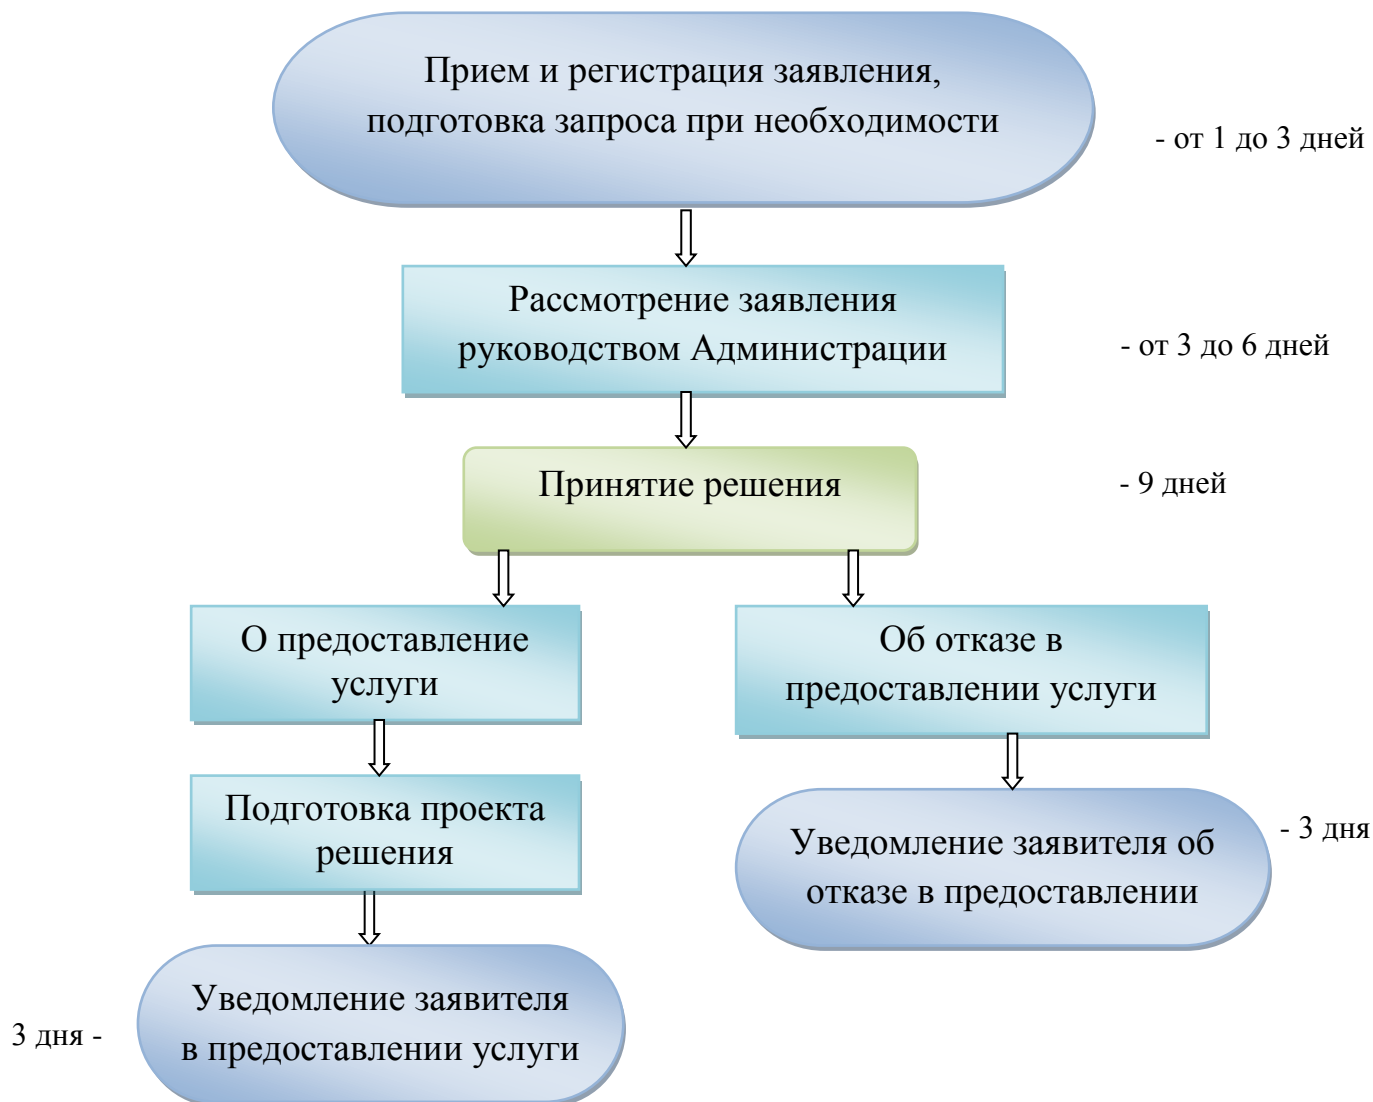 Прием и регистрация заявления,
подготовка запроса при необходимости
- от 1 до 3 дней
Рассмотрение заявления
руководством Администрации
- от 3 до 6 дней
Принятие решения
- 9 дней
О предоставление
услуги
Об отказе в
предоставлении услуги
Подготовка проекта
решения
Уведомление заявителя об
отказе в предоставлении
- 3 дня
Уведомление заявителя
в предоставлении услуги
3 дня -